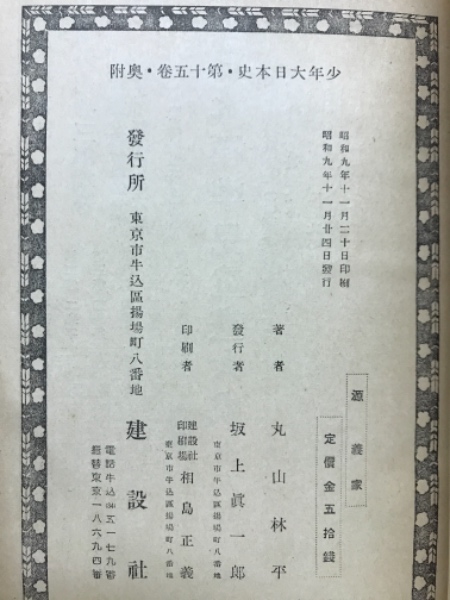 少年大日本史・第十五卷・奥附
昭和九年十一月二十日印刷
昭和九年十一月廿四日發行
源義家
定價金五拾錢
著者 丸山林平
發行者 坂上眞一郎
東京市牛込區揚場町八番地
印刷者 建設社印刷場 相島正義
東京市牛込區揚場町八番地
發行所 東京市牛込區揚場町八番地 建設社
電話牛込(34)五一七九番
振替東京一八六九四番